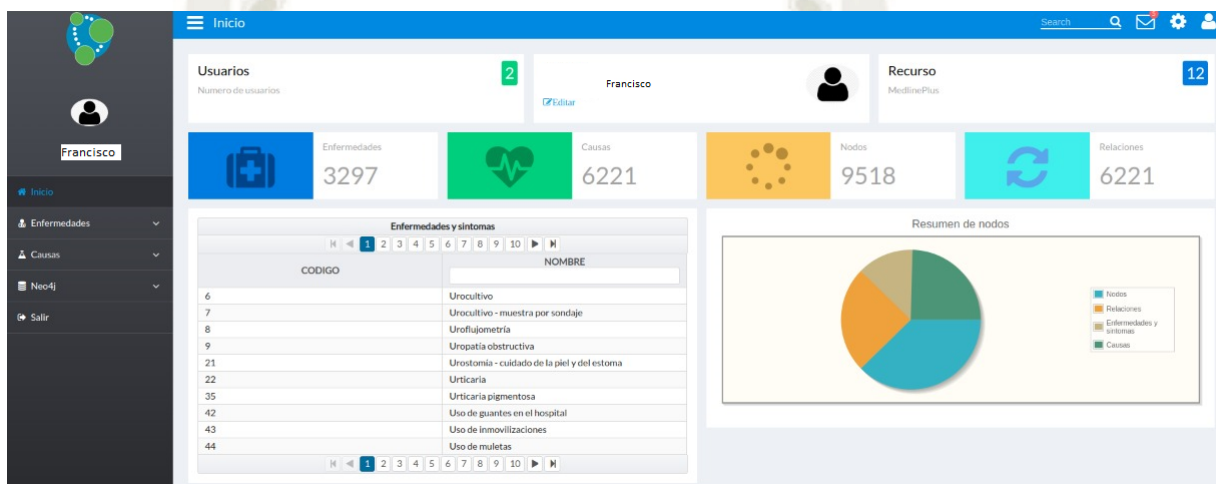 Inicio
Search
Francisco
Inicio
Enfermedades
Causas
Neo4j
Salir
Usuarios
Numero de usuarios
2
Francisco
Editar
Recurso
MedlinePlus
12
Enfermedades
3297
Causas
6221
Nodos
9518
Relaciones
6221
Enfermedades y sintomas
1 2 3 4 5 6 7 8 9 10
CODIGO NOMBRE
6 Urocultivo
7 Urocultivo - muestra por sondaje
8 Uroflujometría
9 Uropatía obstructiva
21 Urostomía - cuidado de la piel y del estoma
22 Urticaria
35 Urticaria pigmentosa
42 Uso de guantes en el hospital
43 Uso de inmovilizaciones
44 Uso de muletas
1 2 3 4 5 6 7 8 9 10
Resumen de nodos
Nodos
Relaciones
Enfermedades y
sintomas
Causas